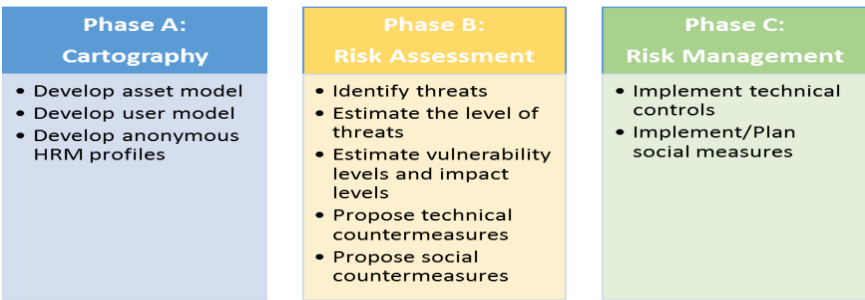 Phase A:
Cartography
• Develop asset model
• Develop user model
• Develop anonymous
HRM profiles
Phase B:
Risk Assessment
• Identify threats
• Estimate the level of
threats
• Estimate vulnerability
levels and impact
levels
• Propose technical
countermeasures
• Propose social
countermeasures
Phase C:
Risk Management
• Implement technical
controls
• Implement/Plan
social measures